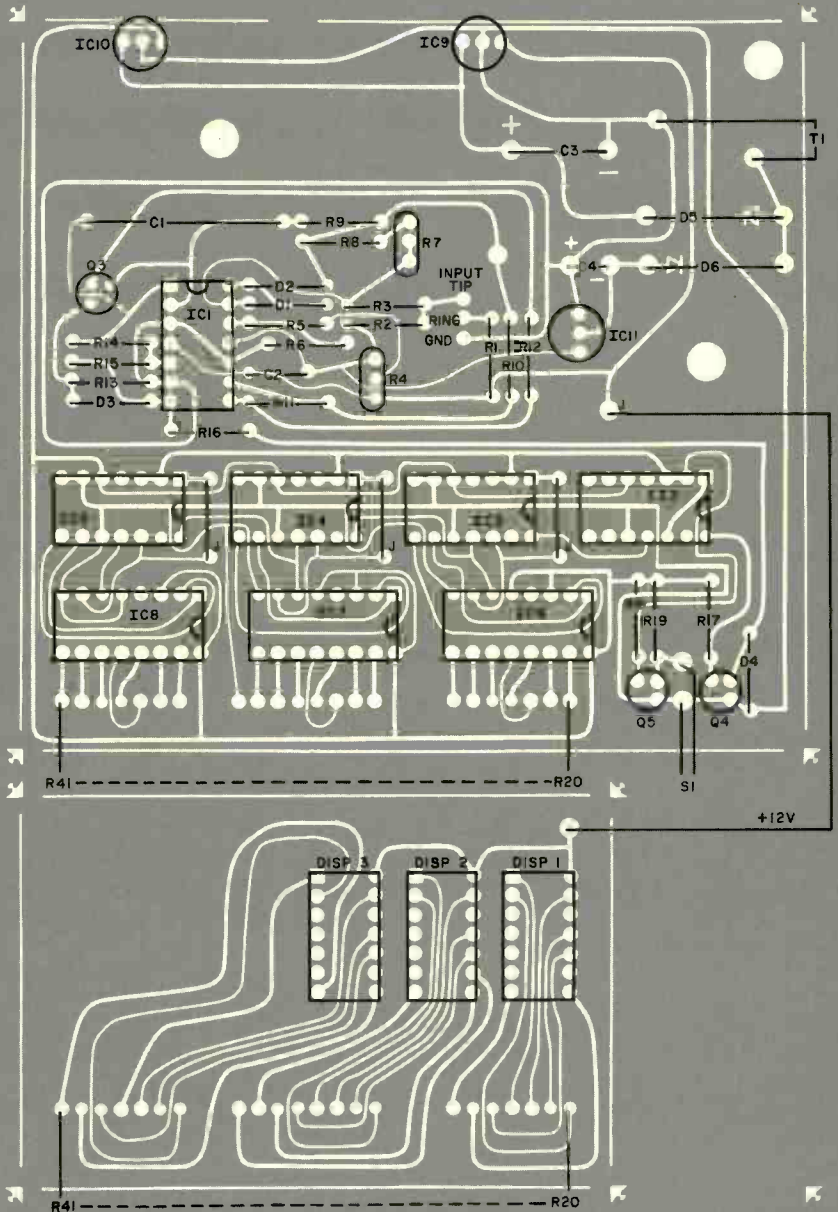 IC10
IC9
+
C3
−
T1
C1
R9
R8
R7
D5
Q3
D2
INPUT
TIP
+
D4
−
D6
IC1
D1
R3
R5
R2
RING
R14
R6
GND
IC11
R15
R1
R12
R13
C2
R4
R10
D3
R11
J
R16
IC4
J
J
J
IC8
R19
R17
D4
Q5
Q4
R41
R20
S1
+12V
DISP 3
DISP 2
DISP 1
R41
R20